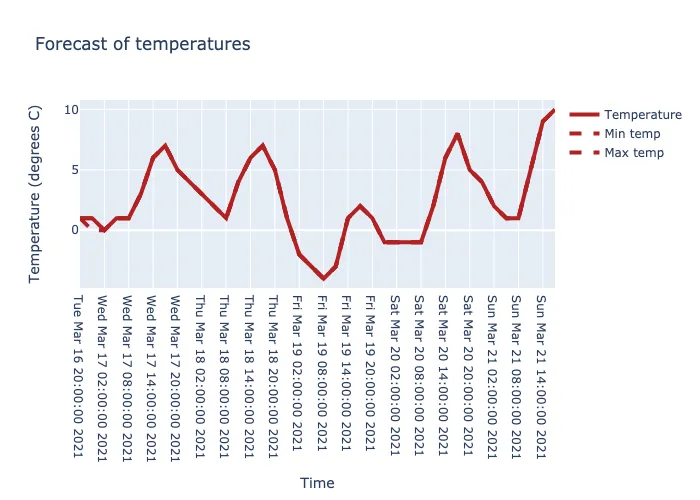 Forecast of temperatures
Temperature (degrees C)
10
5
0
Temperature
Min temp
Max temp
Tue Mar 16 20:00:00 2021
Wed Mar 17 02:00:00 2021
Wed Mar 17 08:00:00 2021
Wed Mar 17 14:00:00 2021
Wed Mar 17 20:00:00 2021
Thu Mar 18 02:00:00 2021
Thu Mar 18 08:00:00 2021
Thu Mar 18 14:00:00 2021
Thu Mar 18 20:00:00 2021
Fri Mar 19 02:00:00 2021
Fri Mar 19 08:00:00 2021
Fri Mar 19 14:00:00 2021
Fri Mar 19 20:00:00 2021
Sat Mar 20 02:00:00 2021
Sat Mar 20 08:00:00 2021
Sat Mar 20 14:00:00 2021
Sat Mar 20 20:00:00 2021
Sun Mar 21 02:00:00 2021
Sun Mar 21 08:00:00 2021
Sun Mar 21 14:00:00 2021
Time